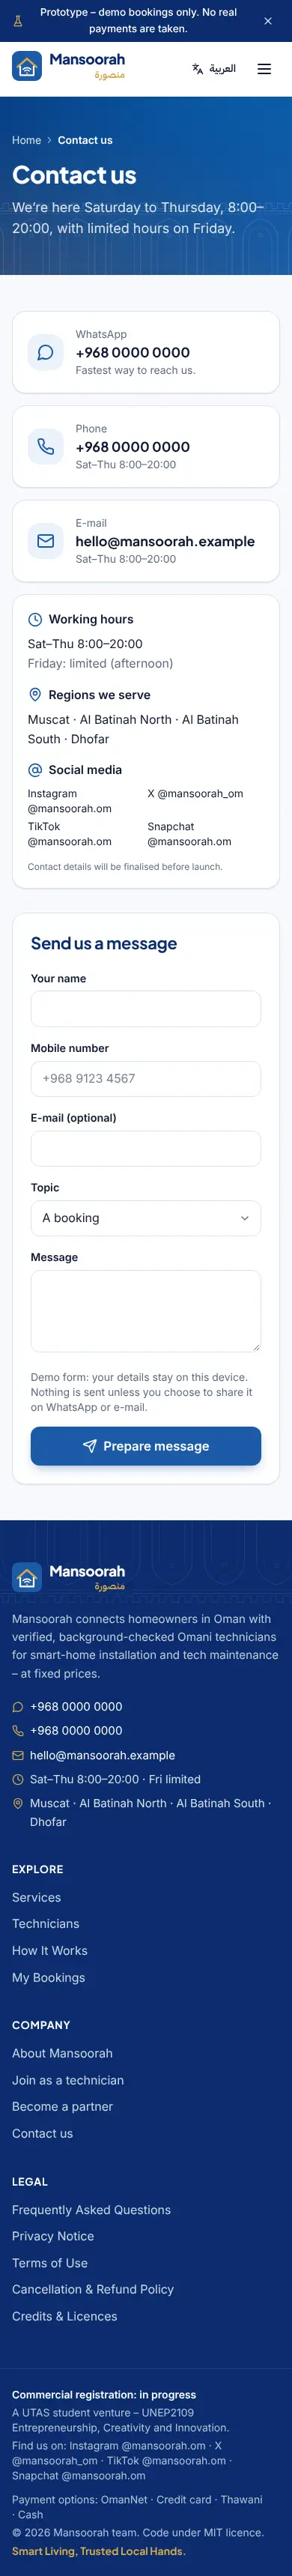 Prototype – demo bookings only. No real
payments are taken.
Mansoorah
منصورة
العربية
Home > Contact us
Contact us
We're here Saturday to Thursday, 8:00–
20:00, with limited hours on Friday.
WhatsApp
+968 0000 0000
Fastest way to reach us.
Phone
+968 0000 0000
Sat–Thu 8:00–20:00
E-mail
hello@mansoorah.example
Sat–Thu 8:00–20:00
Working hours
Sat–Thu 8:00–20:00
Friday: limited (afternoon)
Regions we serve
Muscat · Al Batinah North · Al Batinah
South · Dhofar
Social media
Instagram
@mansoorah.om
X @mansoorah_om
TikTok
@mansoorah.om
Snapchat
@mansoorah.om
Contact details will be finalised before launch.
Send us a message
Your name
Mobile number
+968 9123 4567
E-mail (optional)
Topic
A booking
Message
Demo form: your details stay on this device.
Nothing is sent unless you choose to share it
on WhatsApp or e-mail.
Prepare message
Mansoorah
منصورة
Mansoorah connects homeowners in Oman with
verified, background-checked Omani technicians
for smart-home installation and tech maintenance
– at fixed prices.
+968 0000 0000
+968 0000 0000
hello@mansoorah.example
Sat–Thu 8:00–20:00 · Fri limited
Muscat · Al Batinah North · Al Batinah South ·
Dhofar
EXPLORE
Services
Technicians
How It Works
My Bookings
COMPANY
About Mansoorah
Join as a technician
Become a partner
Contact us
LEGAL
Frequently Asked Questions
Privacy Notice
Terms of Use
Cancellation & Refund Policy
Credits & Licences
Commercial registration: in progress
A UTAS student venture – UNEP2109
Entrepreneurship, Creativity and Innovation.
Find us on: Instagram @mansoorah.om · X
@mansoorah_om · TikTok @mansoorah.om ·
Snapchat @mansoorah.om
Payment options: OmanNet · Credit card · Thawani
· Cash
© 2026 Mansoorah team. Code under MIT licence.
Smart Living, Trusted Local Hands.